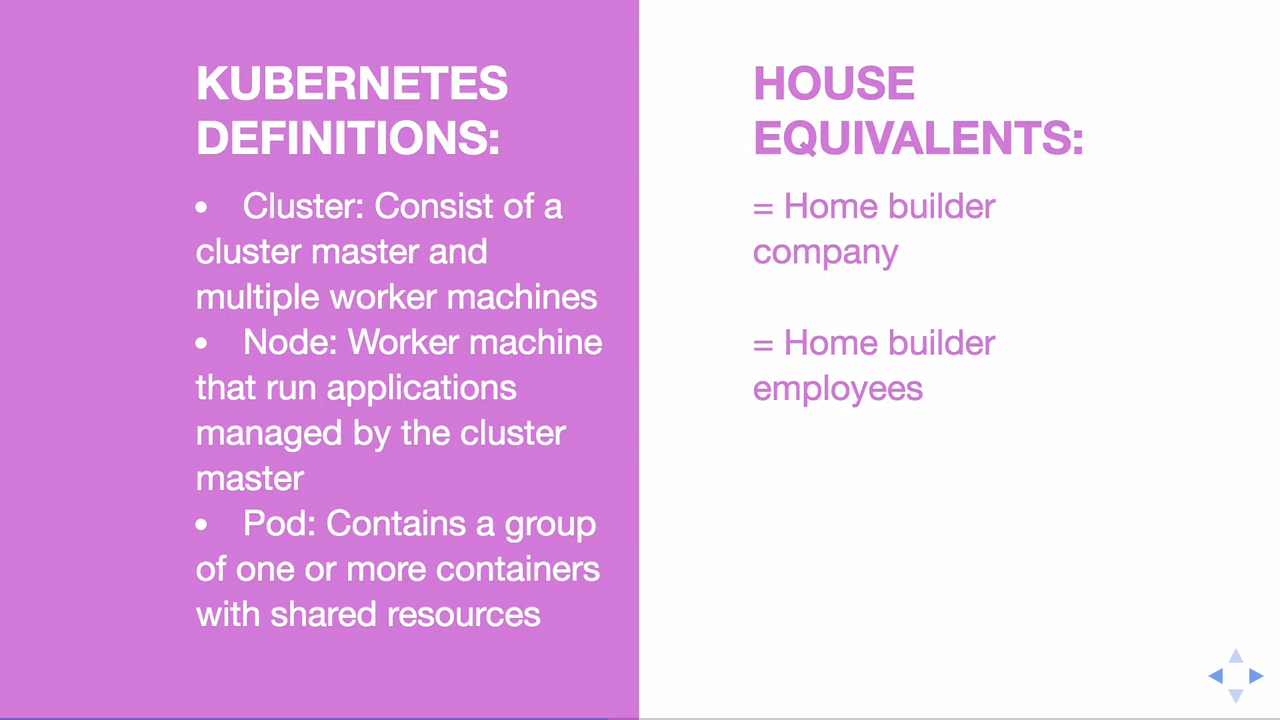 KUBERNETES
DEFINITIONS:
• Cluster: Consist of a
cluster master and
multiple worker machines
• Node: Worker machine
that run applications
managed by the cluster
master
• Pod: Contains a group
of one or more containers
with shared resources
HOUSE
EQUIVALENTS:
= Home builder
company
= Home builder
employees